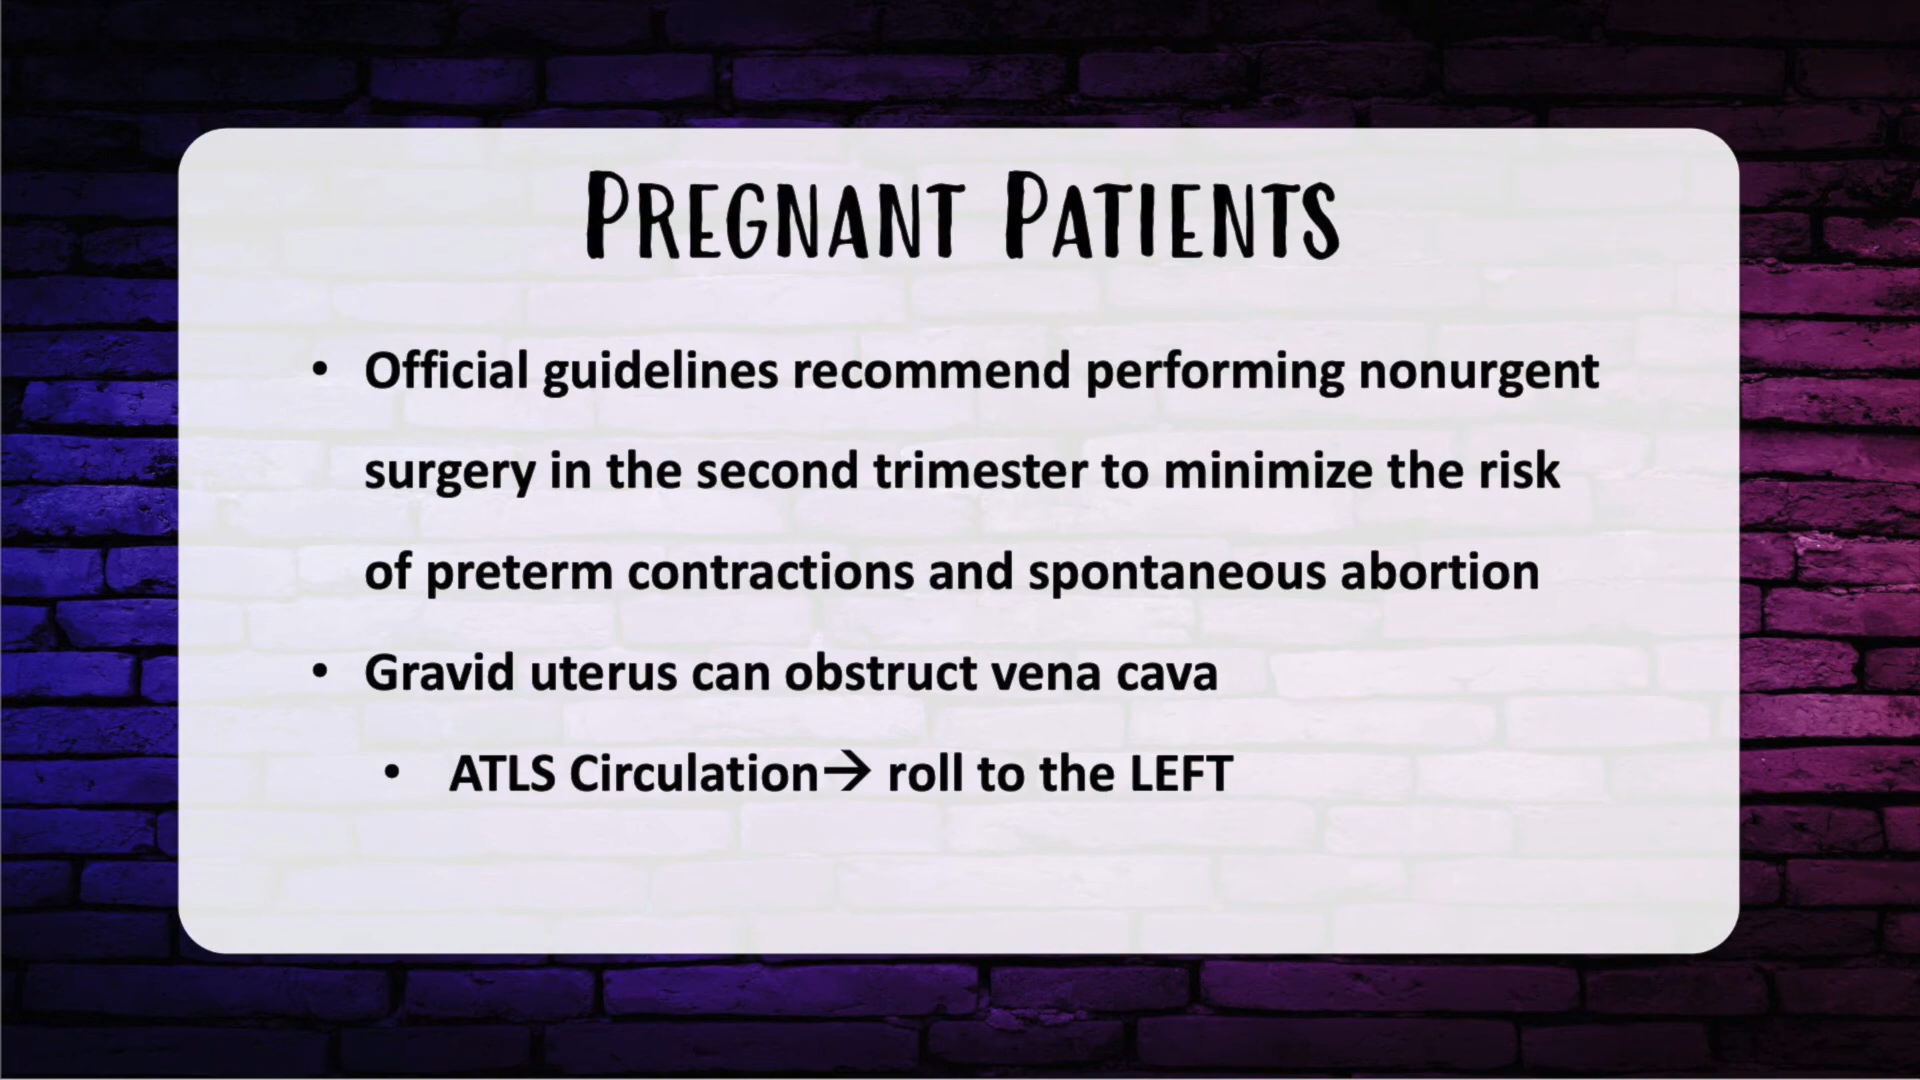 Pregnant Patients
• Official guidelines recommend performing nonurgent
surgery in the second trimester to minimize the risk
of preterm contractions and spontaneous abortion
• Gravid uterus can obstruct vena cava
• ATLS Circulation→ roll to the LEFT